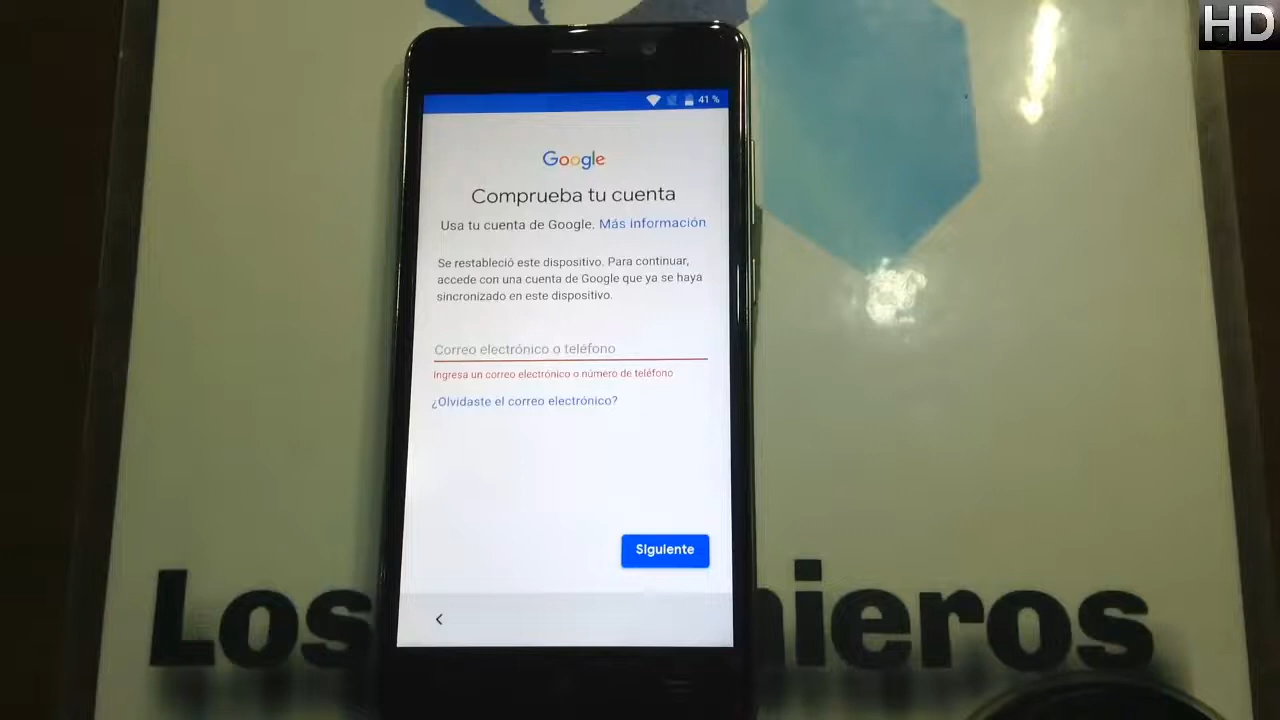 HD
41 %
Google
Comprueba tu cuenta
Usa tu cuenta de Google. Más información
Se restableció este dispositivo. Para continuar,
accede con una cuenta de Google que ya se haya
sincronizado en este dispositivo.
Correo electrónico o teléfono
Ingresa un correo electrónico o número de teléfono
¿Olvidaste el correo electrónico?
Siguiente
Los nieros